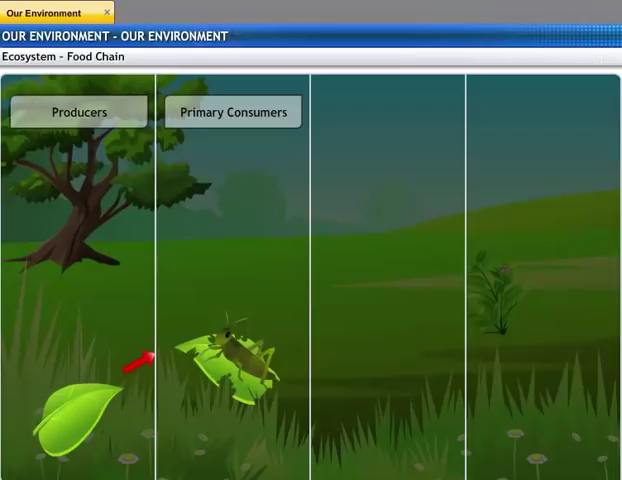 Our Environment
OUR ENVIRONMENT - OUR ENVIRONMENT
Ecosystem - Food Chain
Producers
Primary Consumers